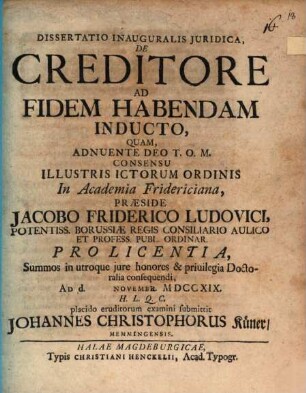 DISSERTATIO INAUGURALIS JURIDICA,
DE
CREDITORE
AD
FIDEM HABENDAM
INDUCTO,
QUAM,
ADNUENTE DEO T. O. M.
CONSENSU
ILLUSTRIS ICTORUM ORDINIS
In Academia Fridericiana,
PRÆSIDE
JACOBO FRIDERICO LUDOVICI,
POTENTISS. BORUSSIÆ REGIS CONSILIARIO AULICO
ET PROFESS. PUBL. ORDINAR.
PRO LICENTIA,
Summos in utroque jure honores & priuilegia Docto-
ralia consequendi,
Ad d. NOVEMBR. MDCCXIX.
H. L. Q. C.
placido eruditorum examini submittit
JOHANNES CHRISTOPHORUS Küner/
HENNINGENSIS.
HALAE MAGDEBURGICAE,
Typis CHRISTIANI HENCKELII, Acad. Typogr.